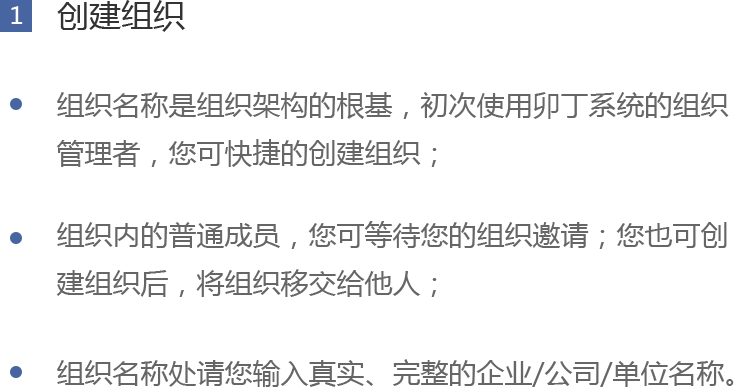 1 创建组织
组织名称是组织架构的根基，初次使用卯丁系统的组织
管理者，您可快捷的创建组织；
组织内的普通成员，您可等待您的组织邀请；您也可创
建组织后，将组织移交给他人；
组织名称处请您输入真实、完整的企业/公司/单位名称。